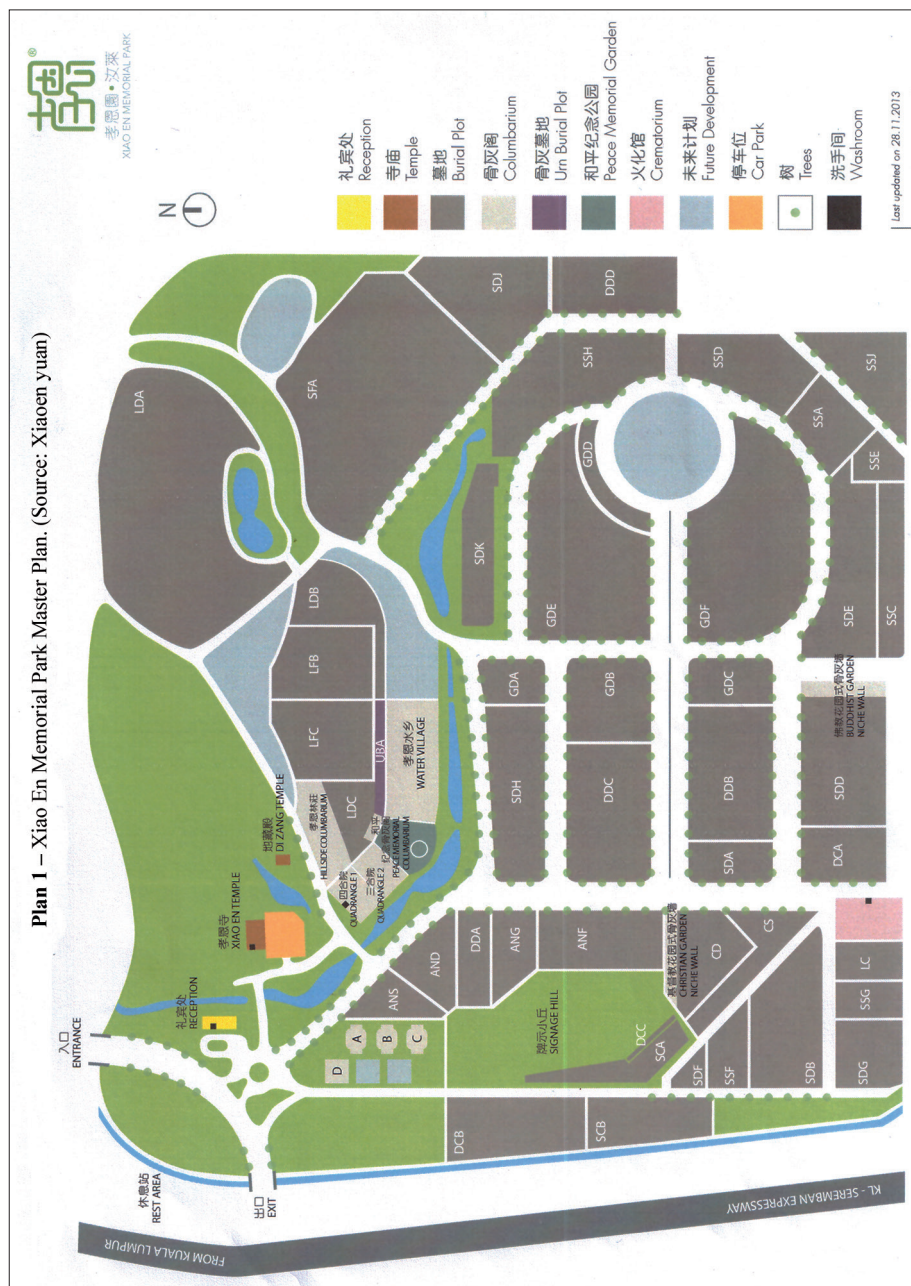 Plan 1 – Xiao En Memorial Park Master Plan. (Source: Xiaoen yuan)
®
孝恩園•汝萊
XIAO EN MEMORIAL PARK
N
礼宾处
Reception
寺庙
Temple
墓地
Burial Plot
骨灰阁
Columbarium
骨灰墓地
Urn Burial Plot
和平纪念公园
Peace Memorial Garden
火化馆
Crematorium
未来计划
Future Development
停车位
Car Park
树
Trees
洗手间
Washroom
Last updated on 28.11.2013
入口
ENTRANCE
休息站
REST AREA
出口
EXIT
礼宾处
RECEPTION
孝恩寺
XIAO EN TEMPLE
地藏殿
DI ZANG TEMPLE
LDA
SFA
SDJ
DDD
LDB
LFB
LFC
LDC
UBA
孝恩林莊
HILLSIDE COLUMBARIUM
四合院
QUADRANGLE 1
三合院
QUADRANGLE 2
和平
纪念骨灰阁
PEACE MEMORIAL
COLUMBARIUM
孝恩水乡
WATER VILLAGE
SDK
SSH
SSD
GDD
GDE
GDF
SSA
SSJ
SSE
SSC
SDE
GDA
GDB
GDC
SDH
DDC
DDB
SDA
SDD
DCA
佛教花园式骨灰墙
BUDDHIST GARDEN
NICHE WALL
ANS
AND
DDA
ANG
ANF
A
B
C
D
牌示小丘
SIGNAGE HILL
DCC
SCA
基督教花园式骨灰墙
CHRISTIAN GARDEN
NICHE WALL
CD
CS
SDF
SSF
SDB
LC
SSG
SDG
DCB
SCB
FROM KUALA LUMPUR
KL - SEREMBAN EXPRESSWAY